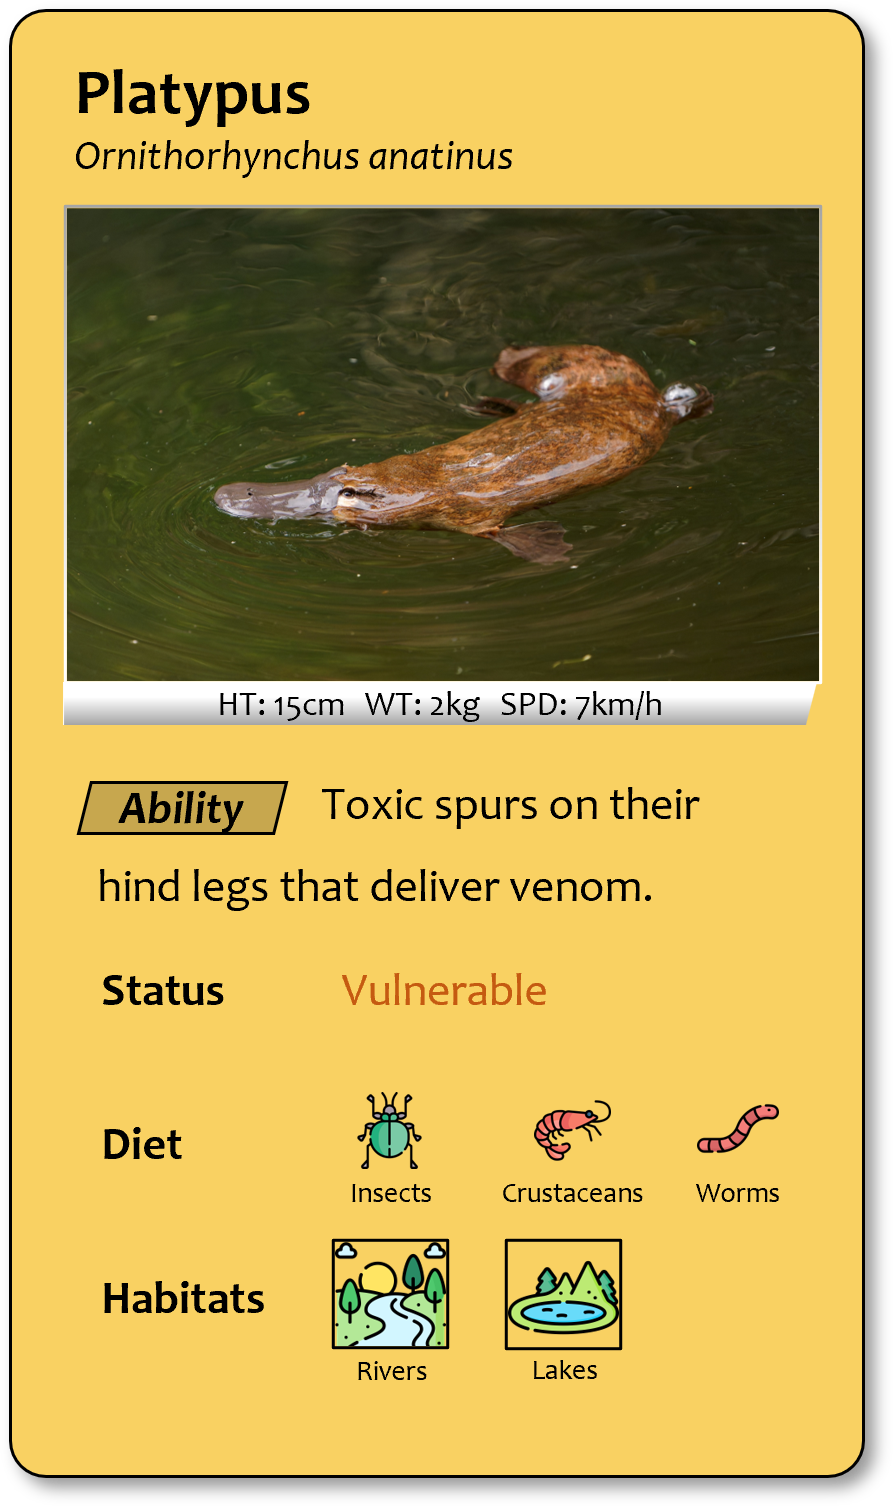 Platypus
Ornithorhynchus anatinus
HT: 15cm WT: 2kg SPD: 7km/h
Ability Toxic spurs on their
hind legs that deliver venom.
Status Vulnerable
Diet
Insects Crustaceans Worms
Habitats
Rivers Lakes